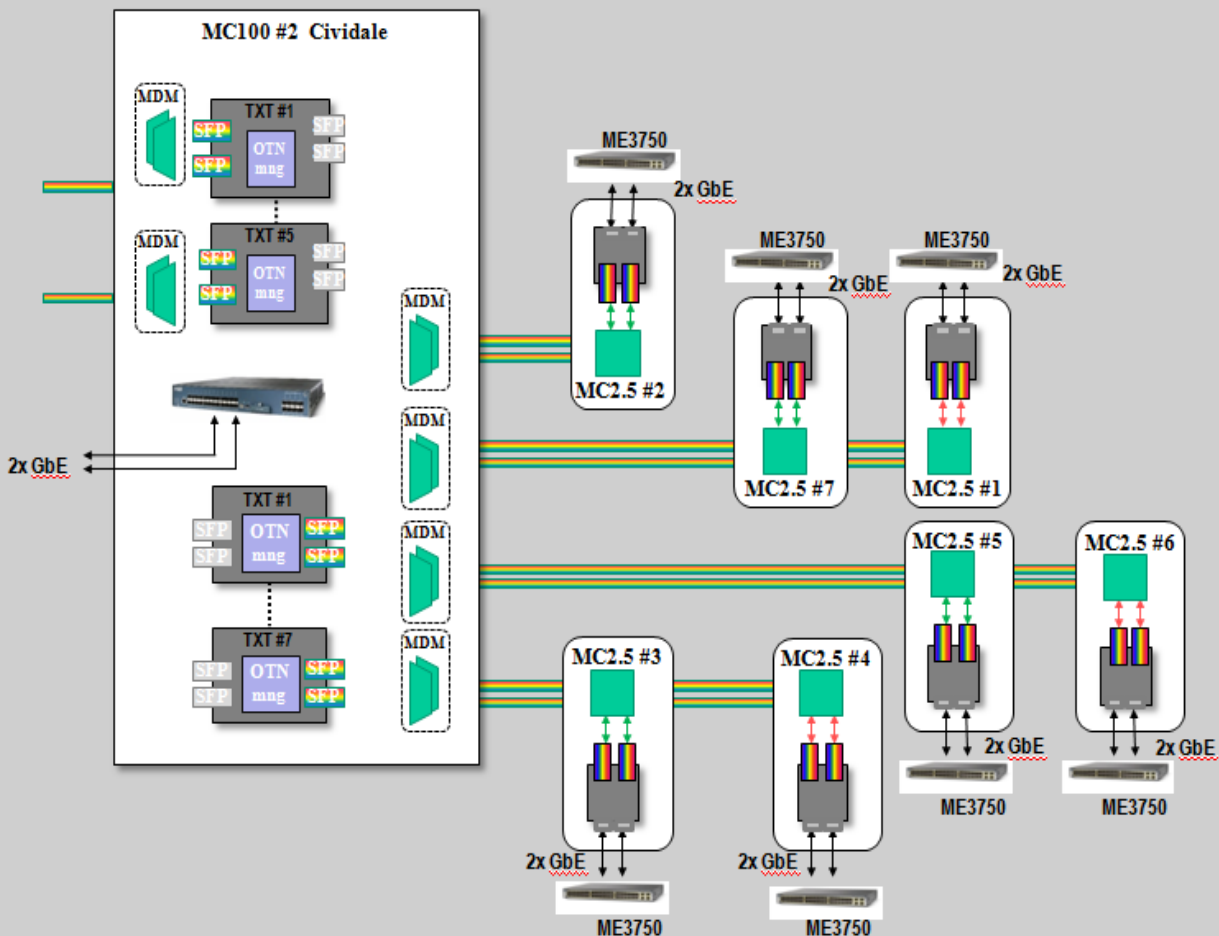 MC100 #2 Cividale
MDM
TXT #1
SFP
SFP
OTN
mng
SFP
SFP
MDM
TXT #5
SFP
SFP
OTN
mng
SFP
SFP
MDM
2x GbE
MDM
TXT #1
SFP
SFP
OTN
mng
SFP
SFP
MDM
TXT #7
SFP
SFP
OTN
mng
SFP
SFP
MDM
ME3750
2x GbE
MC2.5 #2
ME3750
2x GbE
MC2.5 #7
ME3750
2x GbE
MC2.5 #1
MC2.5 #5
2x GbE
ME3750
MC2.5 #6
2x GbE
ME3750
MC2.5 #3
2x GbE
ME3750
MC2.5 #4
2x GbE
ME3750